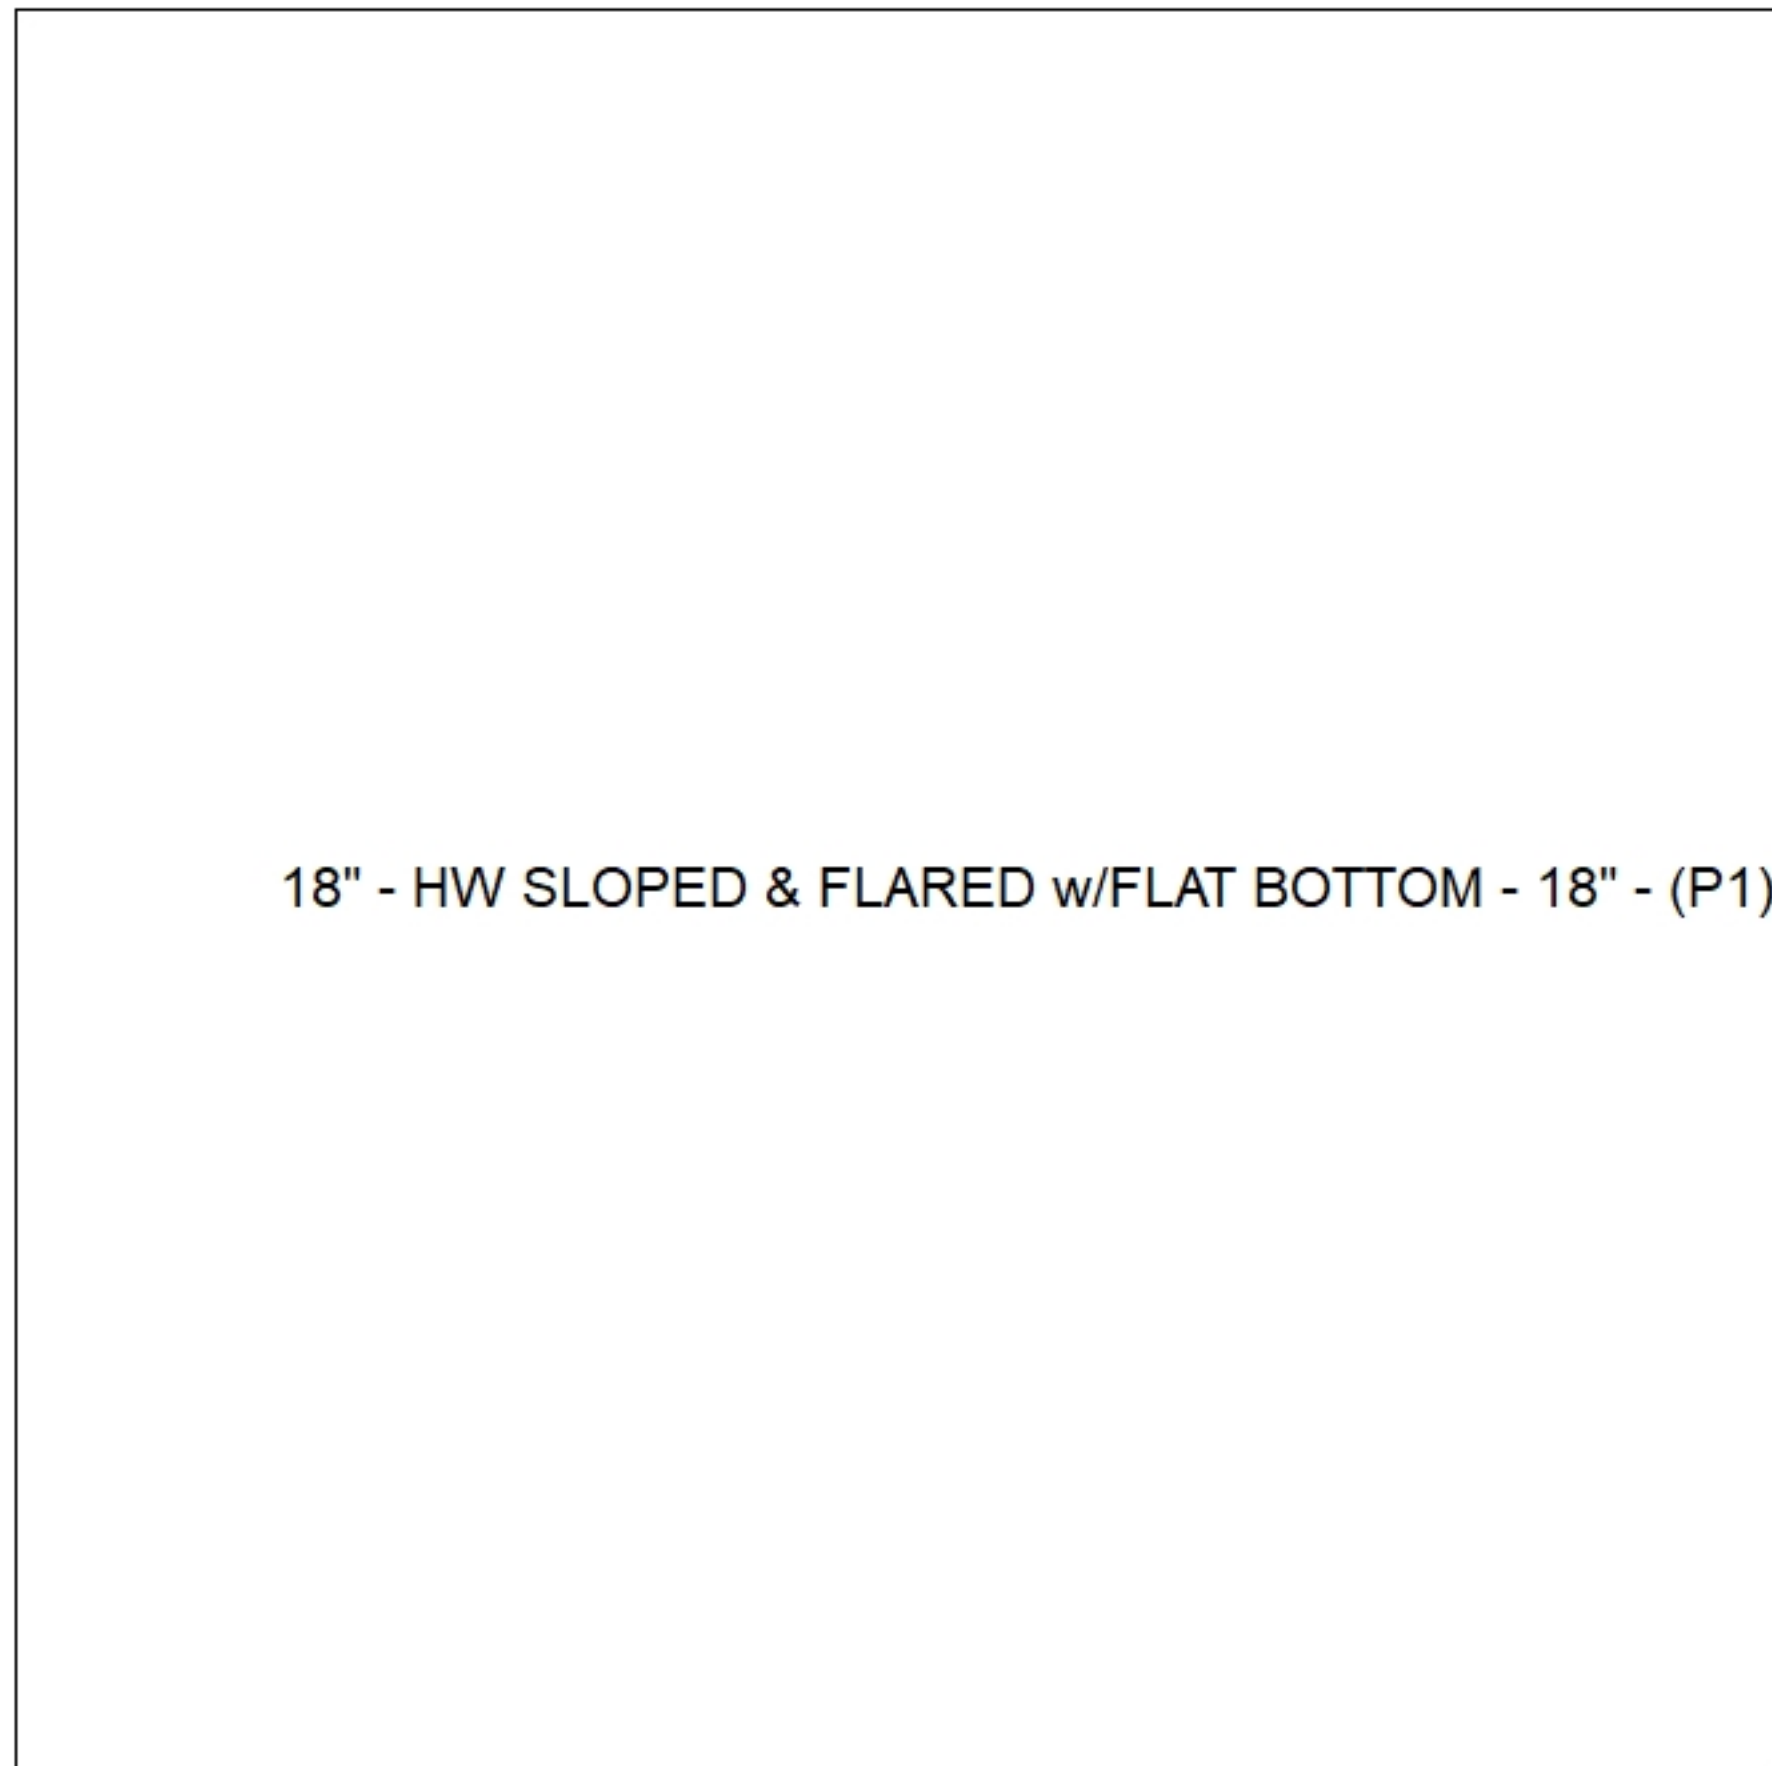 18" - HW SLOPED & FLARED w/FLAT BOTTOM - 18" - (P1)